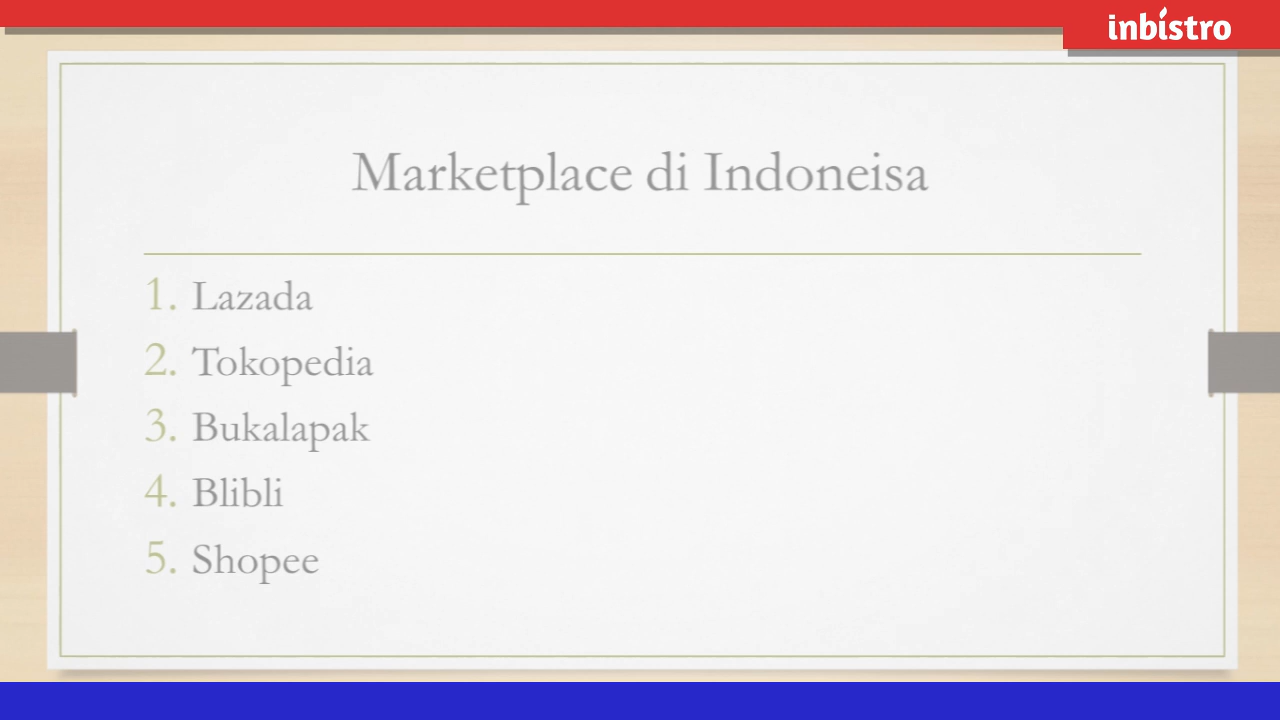 inbistro
Marketplace di Indoneisa
1. Lazada
2. Tokopedia
3. Bukalapak
4. Blibli
5. Shopee